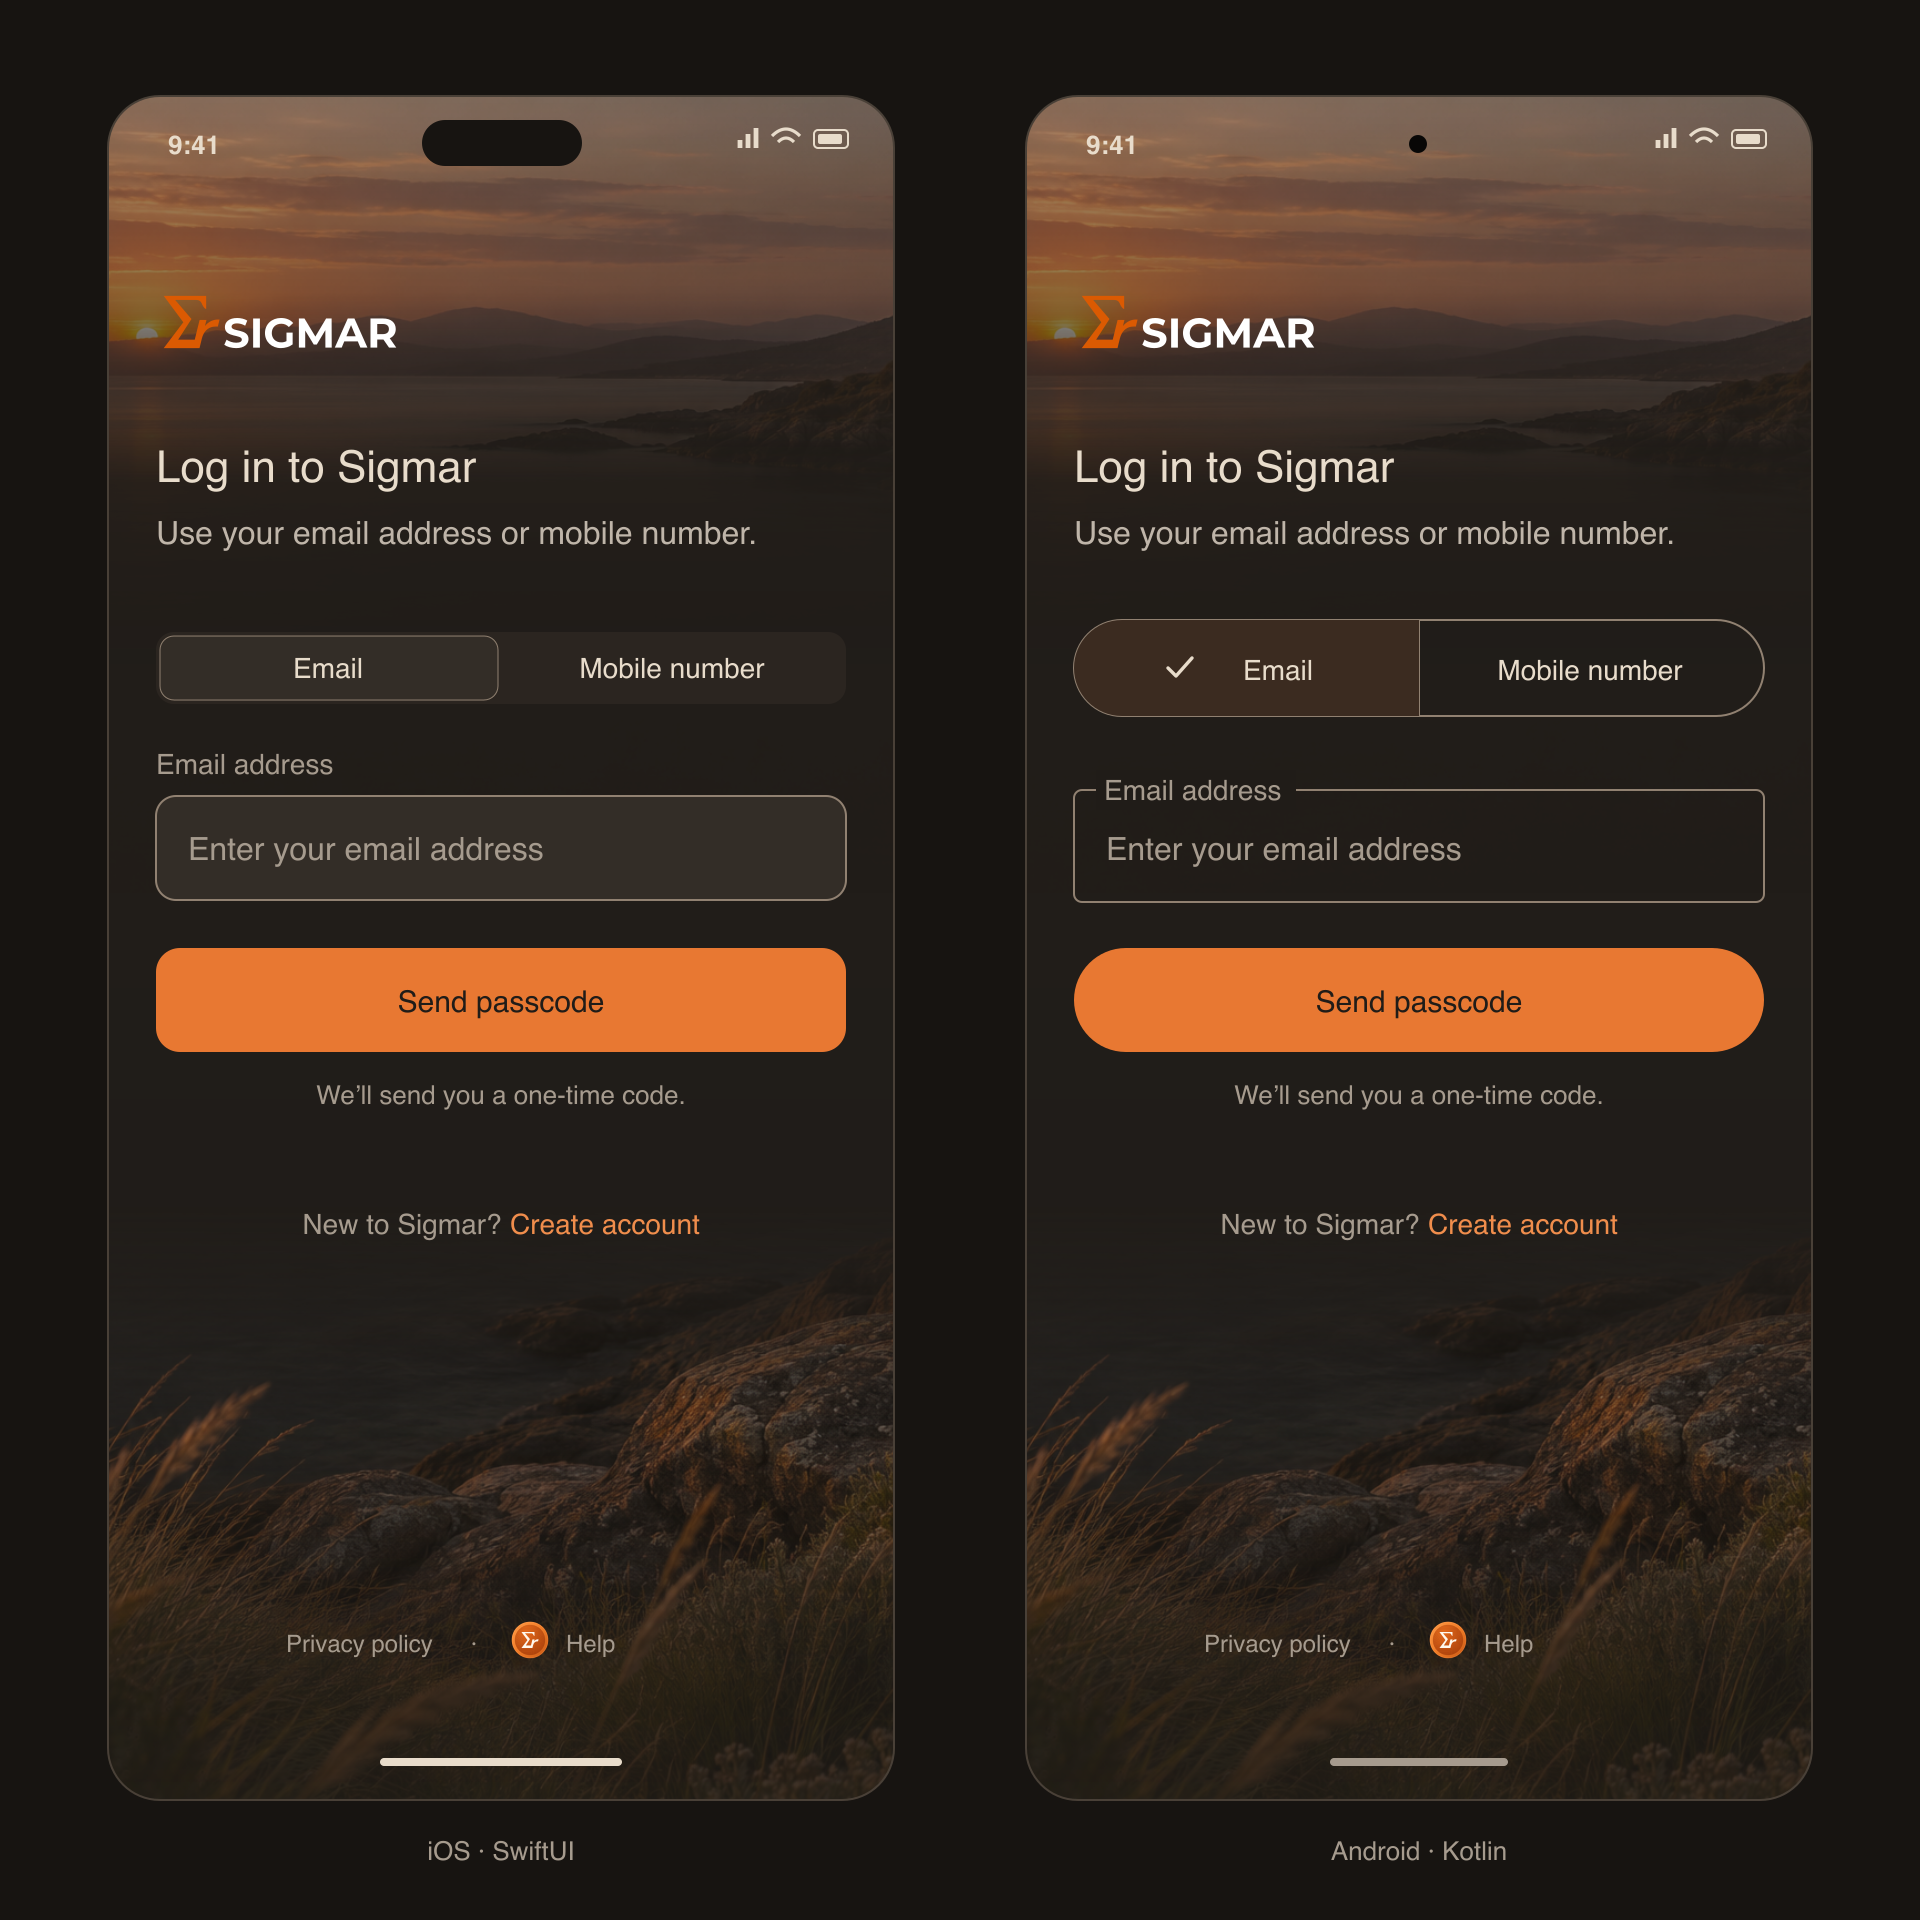 9:41
Σr SIGMAR
Log in to Sigmar
Use your email address or mobile number.
Email Mobile number
Email address
Enter your email address
Send passcode
We’ll send you a one-time code.
New to Sigmar? Create account
Privacy policy · Σr Help
iOS · SwiftUI
9:41
Σr SIGMAR
Log in to Sigmar
Use your email address or mobile number.
Email Mobile number
Email address
Enter your email address
Send passcode
We’ll send you a one-time code.
New to Sigmar? Create account
Privacy policy · Σr Help
Android · Kotlin